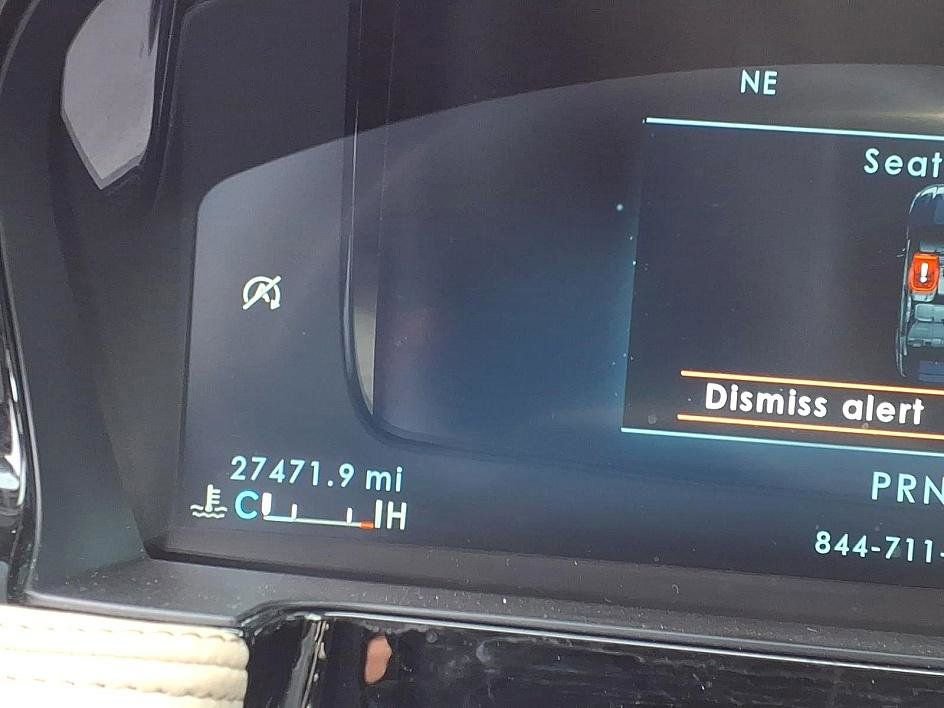 NE
Seat
Dismiss alert
27471.9 mi
C H
PRN
844-711-